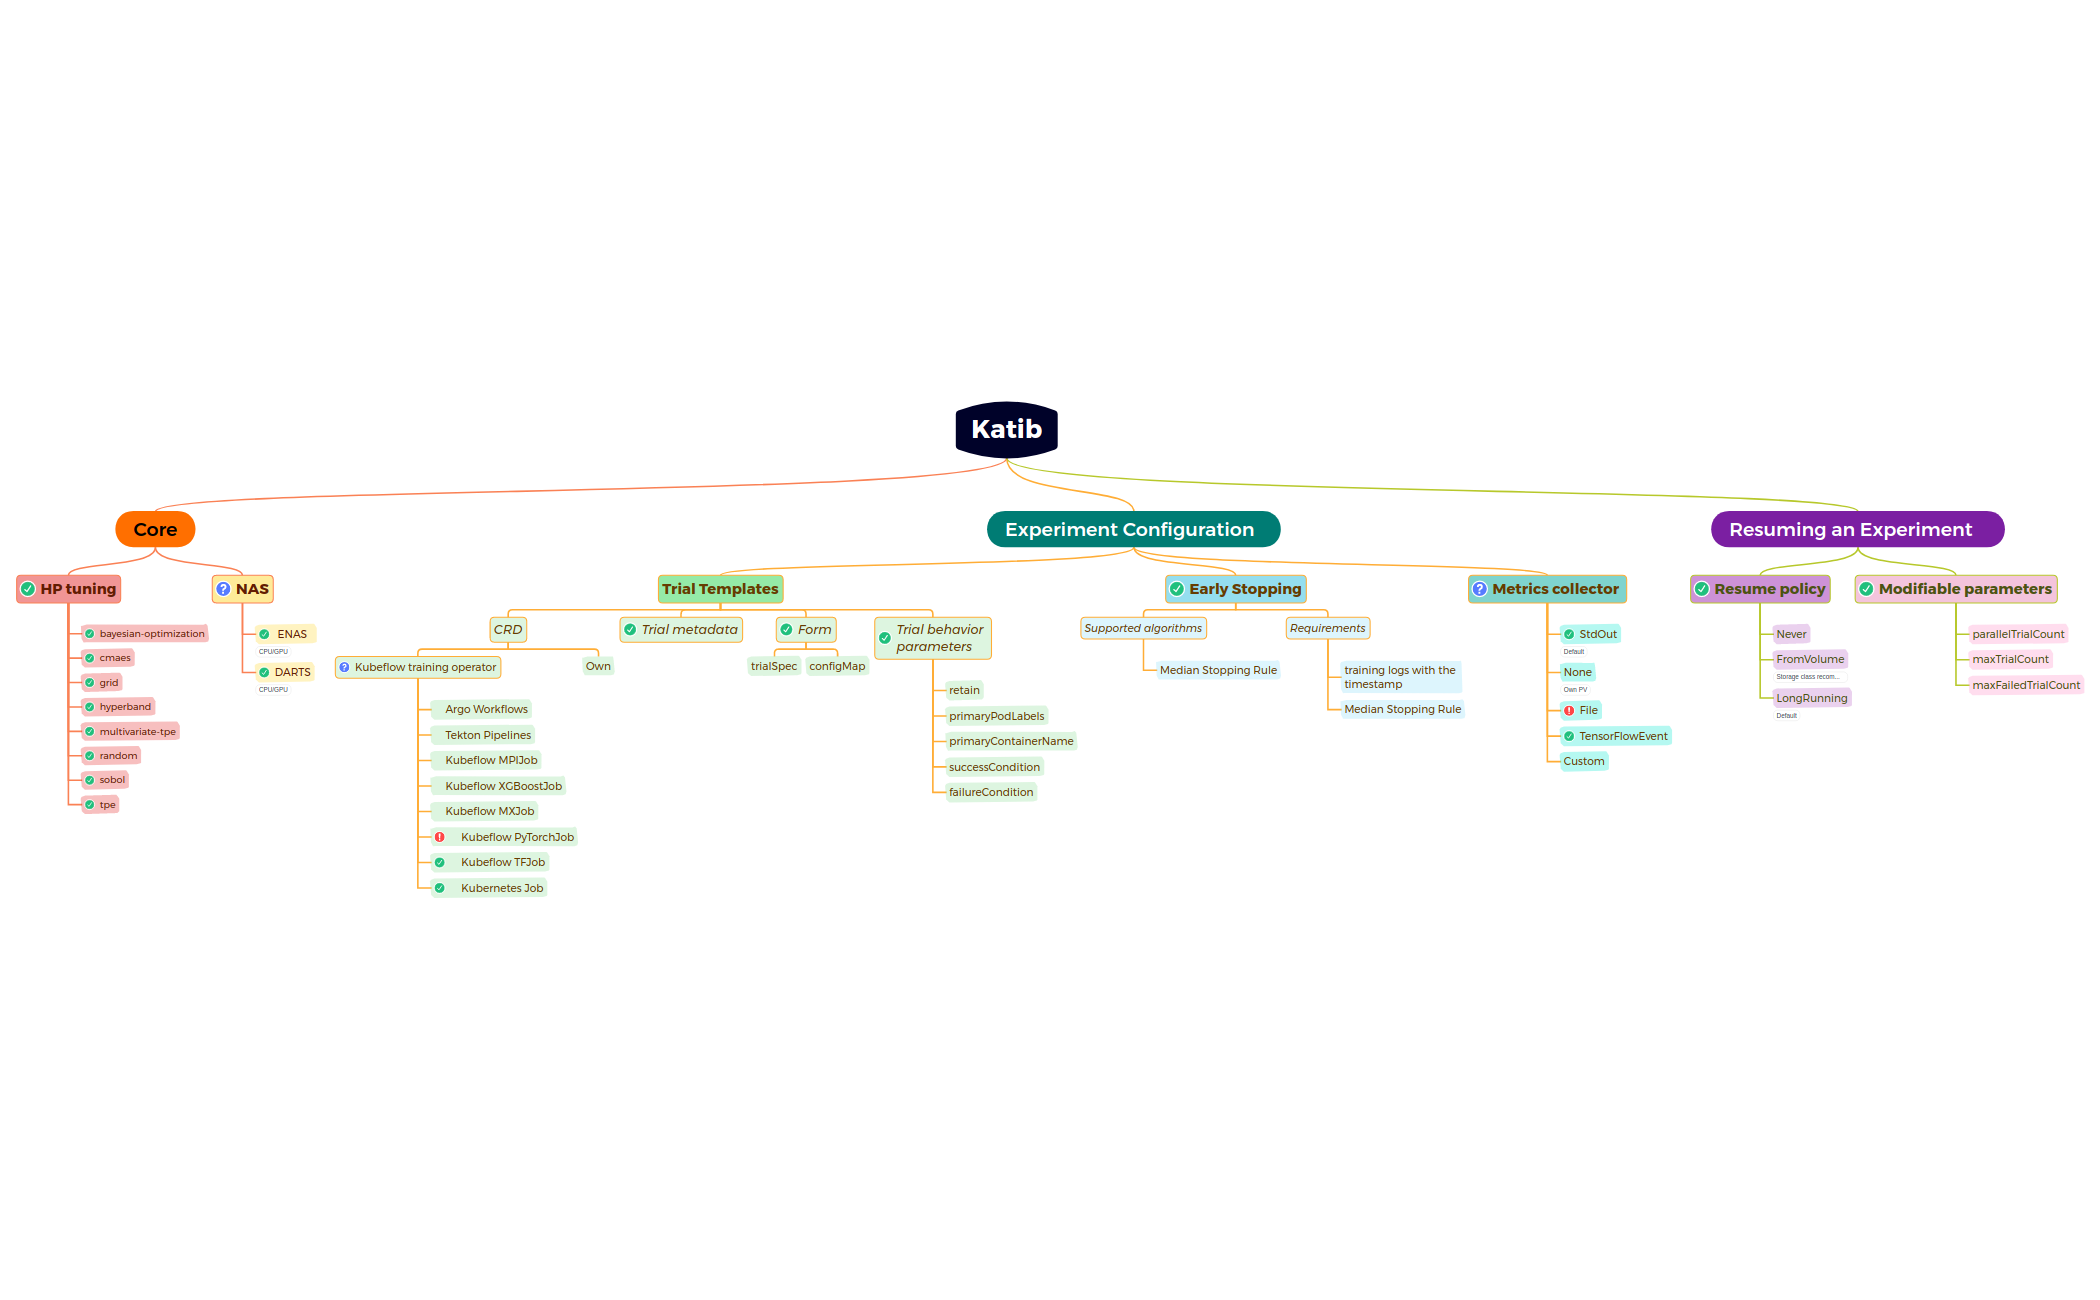 Katib
Core
Experiment Configuration
Resuming an Experiment
HP tuning
bayesian-optimization
cmaes
grid
hyperband
multivariate-tpe
random
sobol
tpe
NAS
ENAS
CPU/GPU
DARTS
CPU/GPU
Trial Templates
CRD
Kubeflow training operator
Argo Workflows
Tekton Pipelines
Kubeflow MPIJob
Kubeflow XGBoostJob
Kubeflow MXJob
Kubeflow PyTorchJob
Kubeflow TFJob
Kubernetes Job
Own
Trial metadata
Form
trialSpec
configMap
Trial behavior
parameters
retain
primaryPodLabels
primaryContainerName
successCondition
failureCondition
Early Stopping
Supported algorithms
Median Stopping Rule
Requirements
training logs with the
timestamp
Median Stopping Rule
Metrics collector
StdOut
Default
None
Own PV
File
TensorFlowEvent
Custom
Resume policy
Never
FromVolume
Storage class recom...
LongRunning
Default
Modifiable parameters
parallelTrialCount
maxTrialCount
maxFailedTrialCount